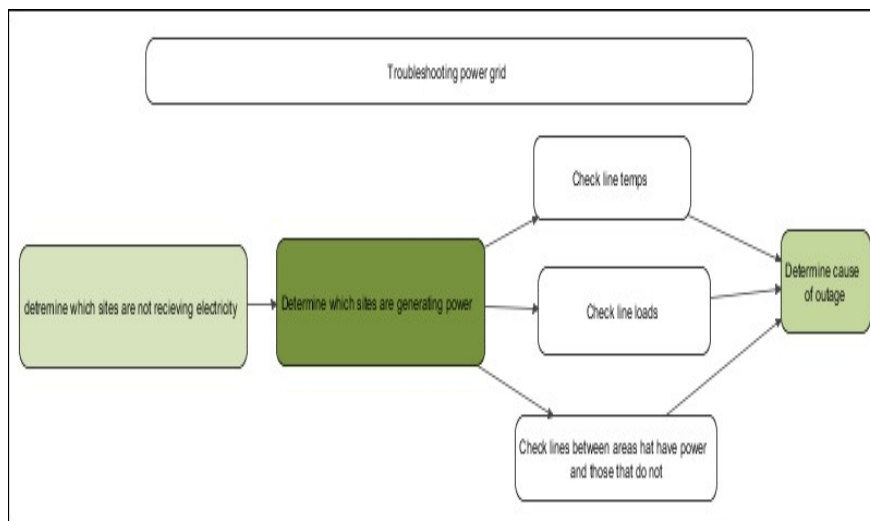 Troubleshooting power grid
Check line temps
detremine which sites are not recieving electricity
Determine which sites are generating power
Check line loads
Determine cause
of outage
Check lines between areas hat have power
and those that do not